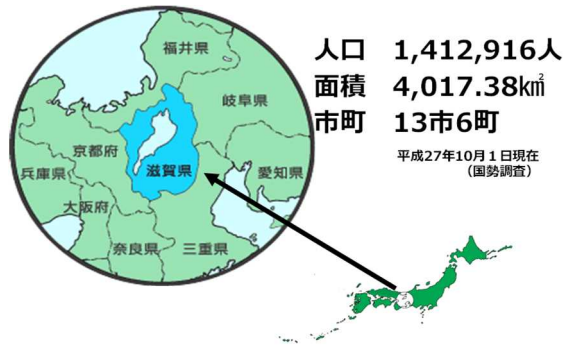 福井県
岐阜県
京都府
兵庫県
滋賀県
愛知県
大阪府
奈良県
三重県
人口 1,412,916人
面積 4,017.38㎢
市町 13市6町
平成27年10月１日現在
（国勢調査）